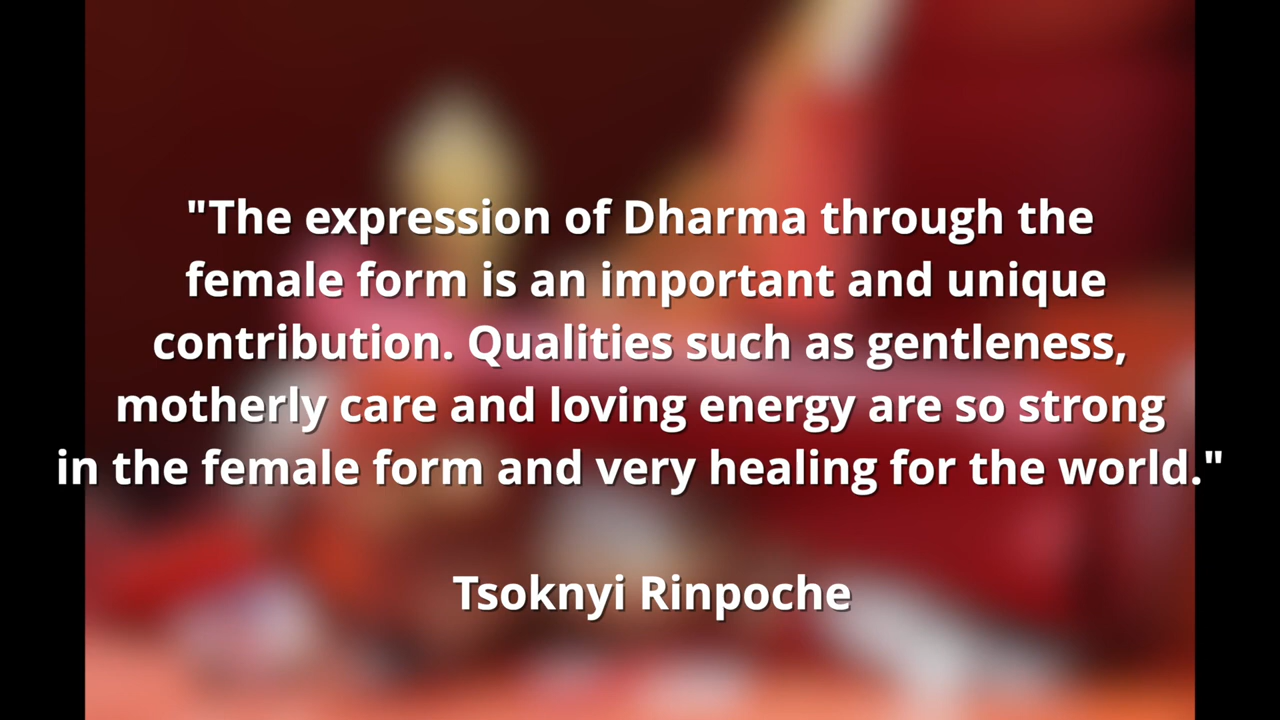 "The expression of Dharma through the
female form is an important and unique
contribution. Qualities such as gentleness,
motherly care and loving energy are so strong
in the female form and very healing for the world."
Tsoknyi Rinpoche